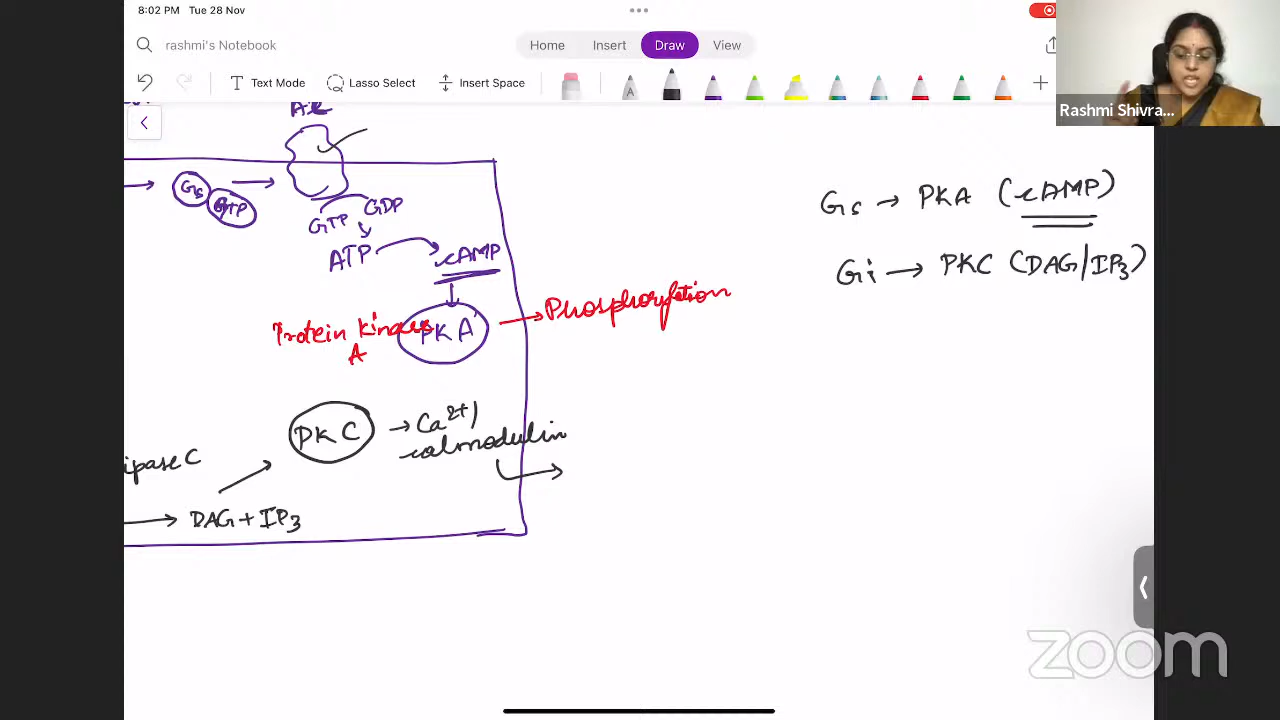 8:02 PM Tue 28 Nov
rashmi's Notebook
Home Insert Draw View
Text Mode Lasso Select Insert Space
A
Rashmi Shivra...
Gs
GTP
GTP GDP
ATP cAMP
Protein kinase
A
PKA
Phosphorylation
PKC → Ca2+/
calmodulin
ipase C
→ DAG + IP3
Gs → PKA (cAMP)
Gi → PKC (DAG/IP3)
zoom